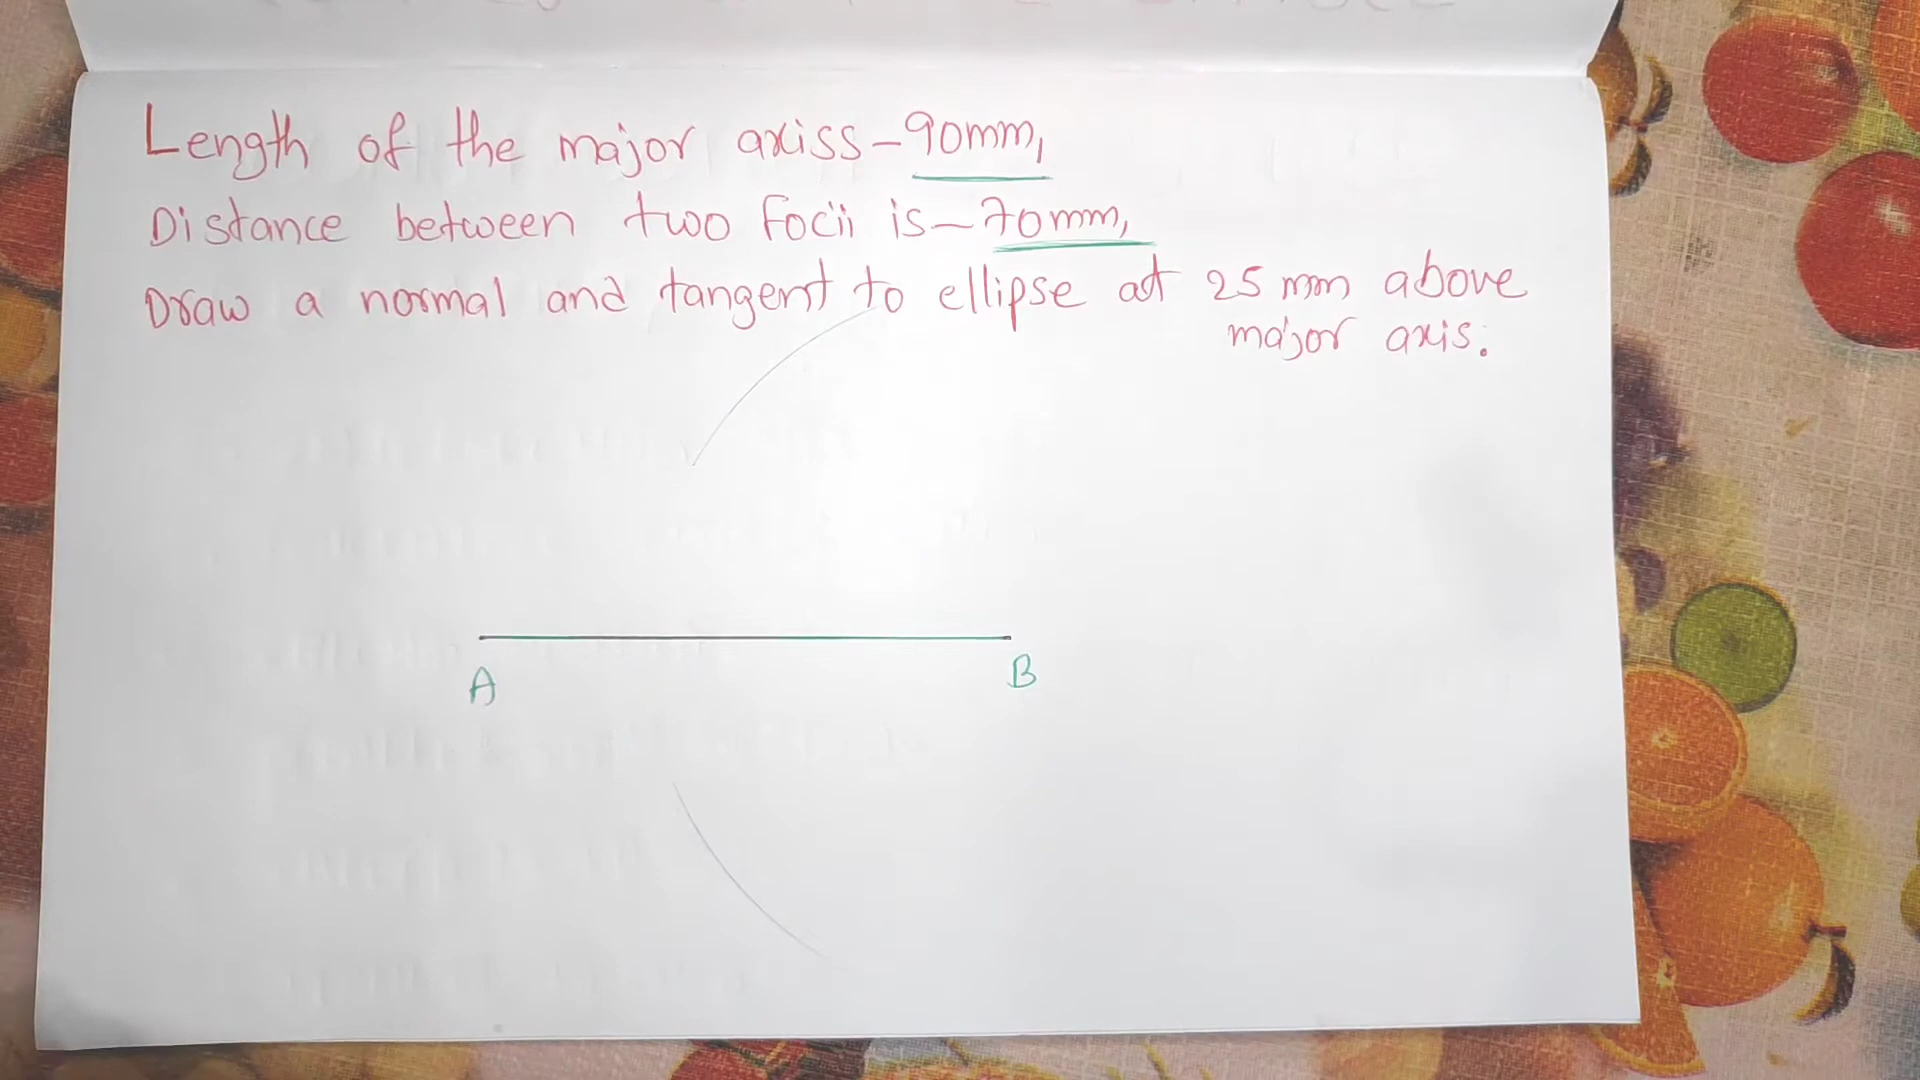 Length of the major axiss-90mm,
Distance between two Focii is-70mm,
Draw a normal and tangent to ellipse at 25 mm above
major axis.
A
B